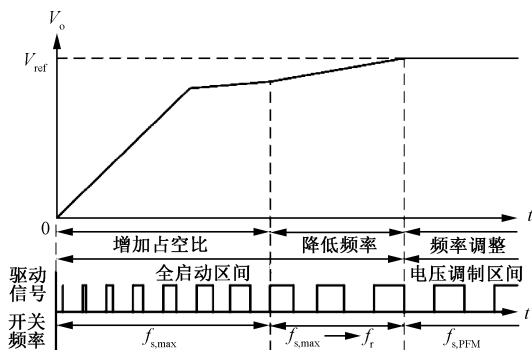 V_o
V_ref
0
t
增加占空比
降低频率
频率调整
全启动区间
电压调制区间
驱动
信号
t
开关
频率
f_s,max
f_s,max → f_r
f_s,PFM